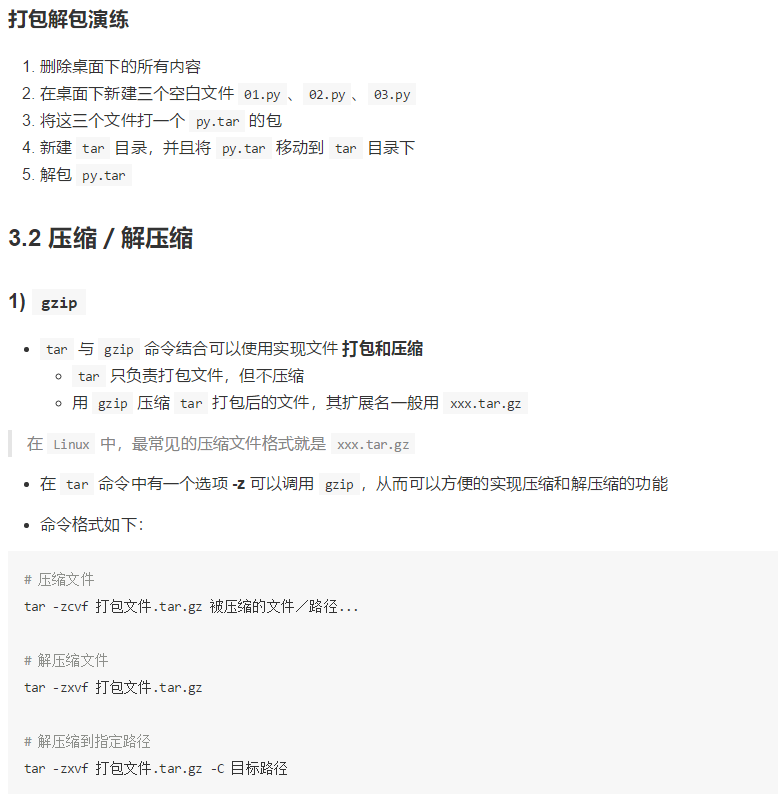 打包解包演练
1. 删除桌面下的所有内容
2. 在桌面下新建三个空白文件 01.py 、 02.py 、 03.py
3. 将这三个文件打一个 py.tar 的包
4. 新建 tar 目录，并且将 py.tar 移动到 tar 目录下
5. 解包 py.tar
3.2 压缩 / 解压缩
1) gzip
• tar 与 gzip 命令结合可以使用实现文件 打包和压缩
◦ tar 只负责打包文件，但不压缩
◦ 用 gzip 压缩 tar 打包后的文件，其扩展名一般用 xxx.tar.gz
在 Linux 中，最常见的压缩文件格式就是 xxx.tar.gz
• 在 tar 命令中有一个选项 -z 可以调用 gzip ，从而可以方便的实现压缩和解压缩的功能
• 命令格式如下：
# 压缩文件
tar -zcvf 打包文件.tar.gz 被压缩的文件／路径...
# 解压缩文件
tar -zxvf 打包文件.tar.gz
# 解压缩到指定路径
tar -zxvf 打包文件.tar.gz -C 目标路径